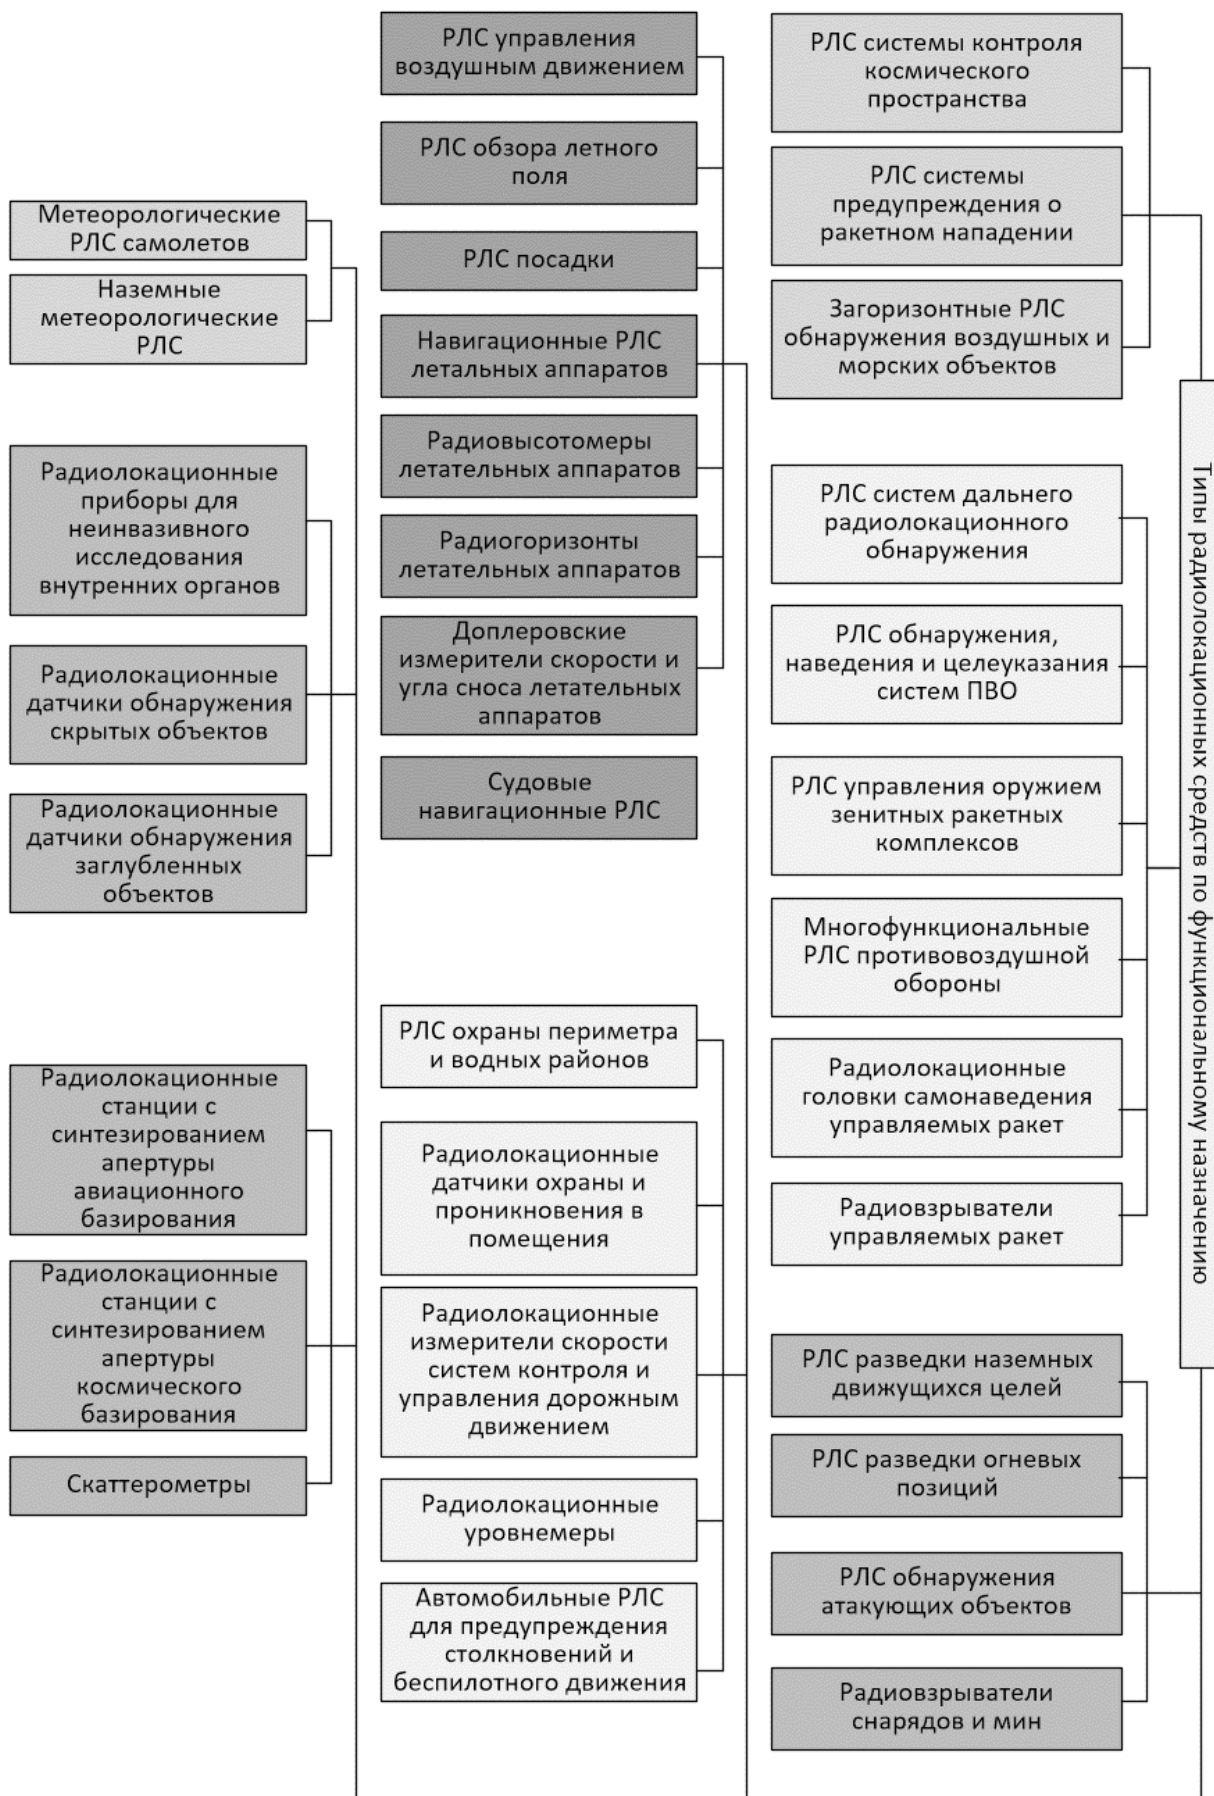 Метеорологические
РЛС самолетов
Наземные
метеорологические
РЛС
Радиолокационные
приборы для
неинвазивного
исследования
внутренних органов
Радиолокационные
датчики обнаружения
скрытых объектов
Радиолокационные
датчики обнаружения
заглубленных
объектов
Радиолокационные
станции с
синтезированием
апертуры
авиационного
базирования
Радиолокационные
станции с
синтезированием
апертуры
космического
базирования
Скаттерометры
РЛС управления
воздушным движением
РЛС обзора летного
поля
РЛС посадки
Навигационные РЛС
летальных аппаратов
Радиовысотомеры
летательных аппаратов
Радиогоризонты
летательных аппаратов
Доплеровские
измерители скорости и
угла сноса летательных
аппаратов
Судовые
навигационные РЛС
РЛС охраны периметра
и водных районов
Радиолокационные
датчики охраны и
проникновения в
помещения
Радиолокационные
измерители скорости
систем контроля и
управления дорожным
движением
Радиолокационные
уровнемеры
Автомобильные РЛС
для предупреждения
столкновений и
беспилотного движения
РЛС системы контроля
космического
пространства
РЛС системы
предупреждения о
ракетном нападении
Загоризонтные РЛС
обнаружения воздушных и
морских объектов
РЛС систем дальнего
радиолокационного
обнаружения
РЛС обнаружения,
наведения и целеуказания
систем ПВО
РЛС управления оружием
зенитных ракетных
комплексов
Многофункциональные
РЛС противовоздушной
обороны
Радиолокационные
головки самонаведения
управляемых ракет
Радиовзрыватели
управляемых ракет
РЛС разведки наземных
движущихся целей
РЛС разведки огневых
позиций
РЛС обнаружения
атакующих объектов
Радиовзрыватели
снарядов и мин
Типы радиолокационных средств по функциональному назначению